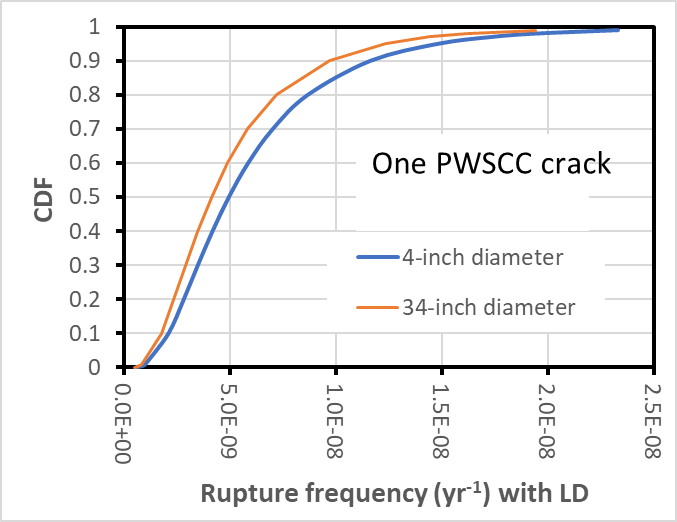 1
0.9
0.8
0.7
0.6
0.5
0.4
0.3
0.2
0.1
0
CDF
One PWSCC crack
4-inch diameter
34-inch diameter
0.0E+00
5.0E-09
1.0E-08
1.5E-08
2.0E-08
2.5E-08
Rupture frequency (yr⁻¹) with LD